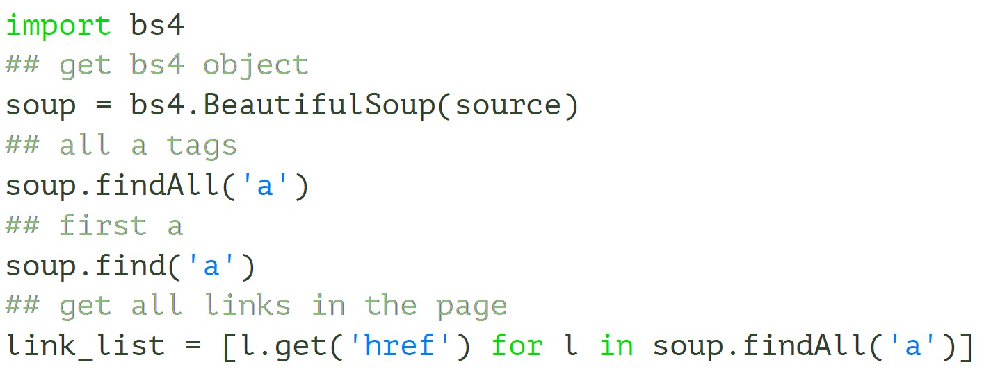 import bs4
## get bs4 object
soup = bs4.BeautifulSoup(source)
## all a tags
soup.findAll('a')
## first a
soup.find('a')
## get all links in the page
link_list = [l.get('href') for l in soup.findAll('a')]